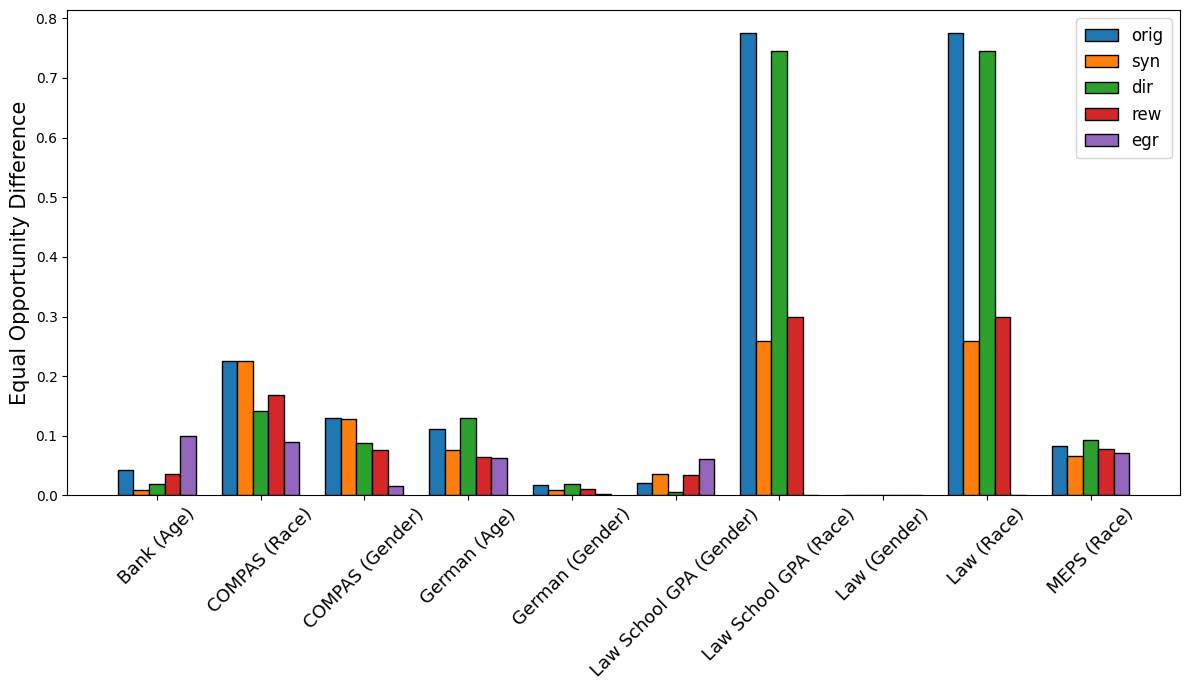 Equal Opportunity Difference
0.8
0.7
0.6
0.5
0.4
0.3
0.2
0.1
0.0
orig
syn
dir
rew
egr
Bank (Age)
COMPAS (Race)
COMPAS (Gender)
German (Age)
German (Gender)
Law School GPA (Gender)
Law School GPA (Race)
Law (Gender)
Law (Race)
MEPS (Race)